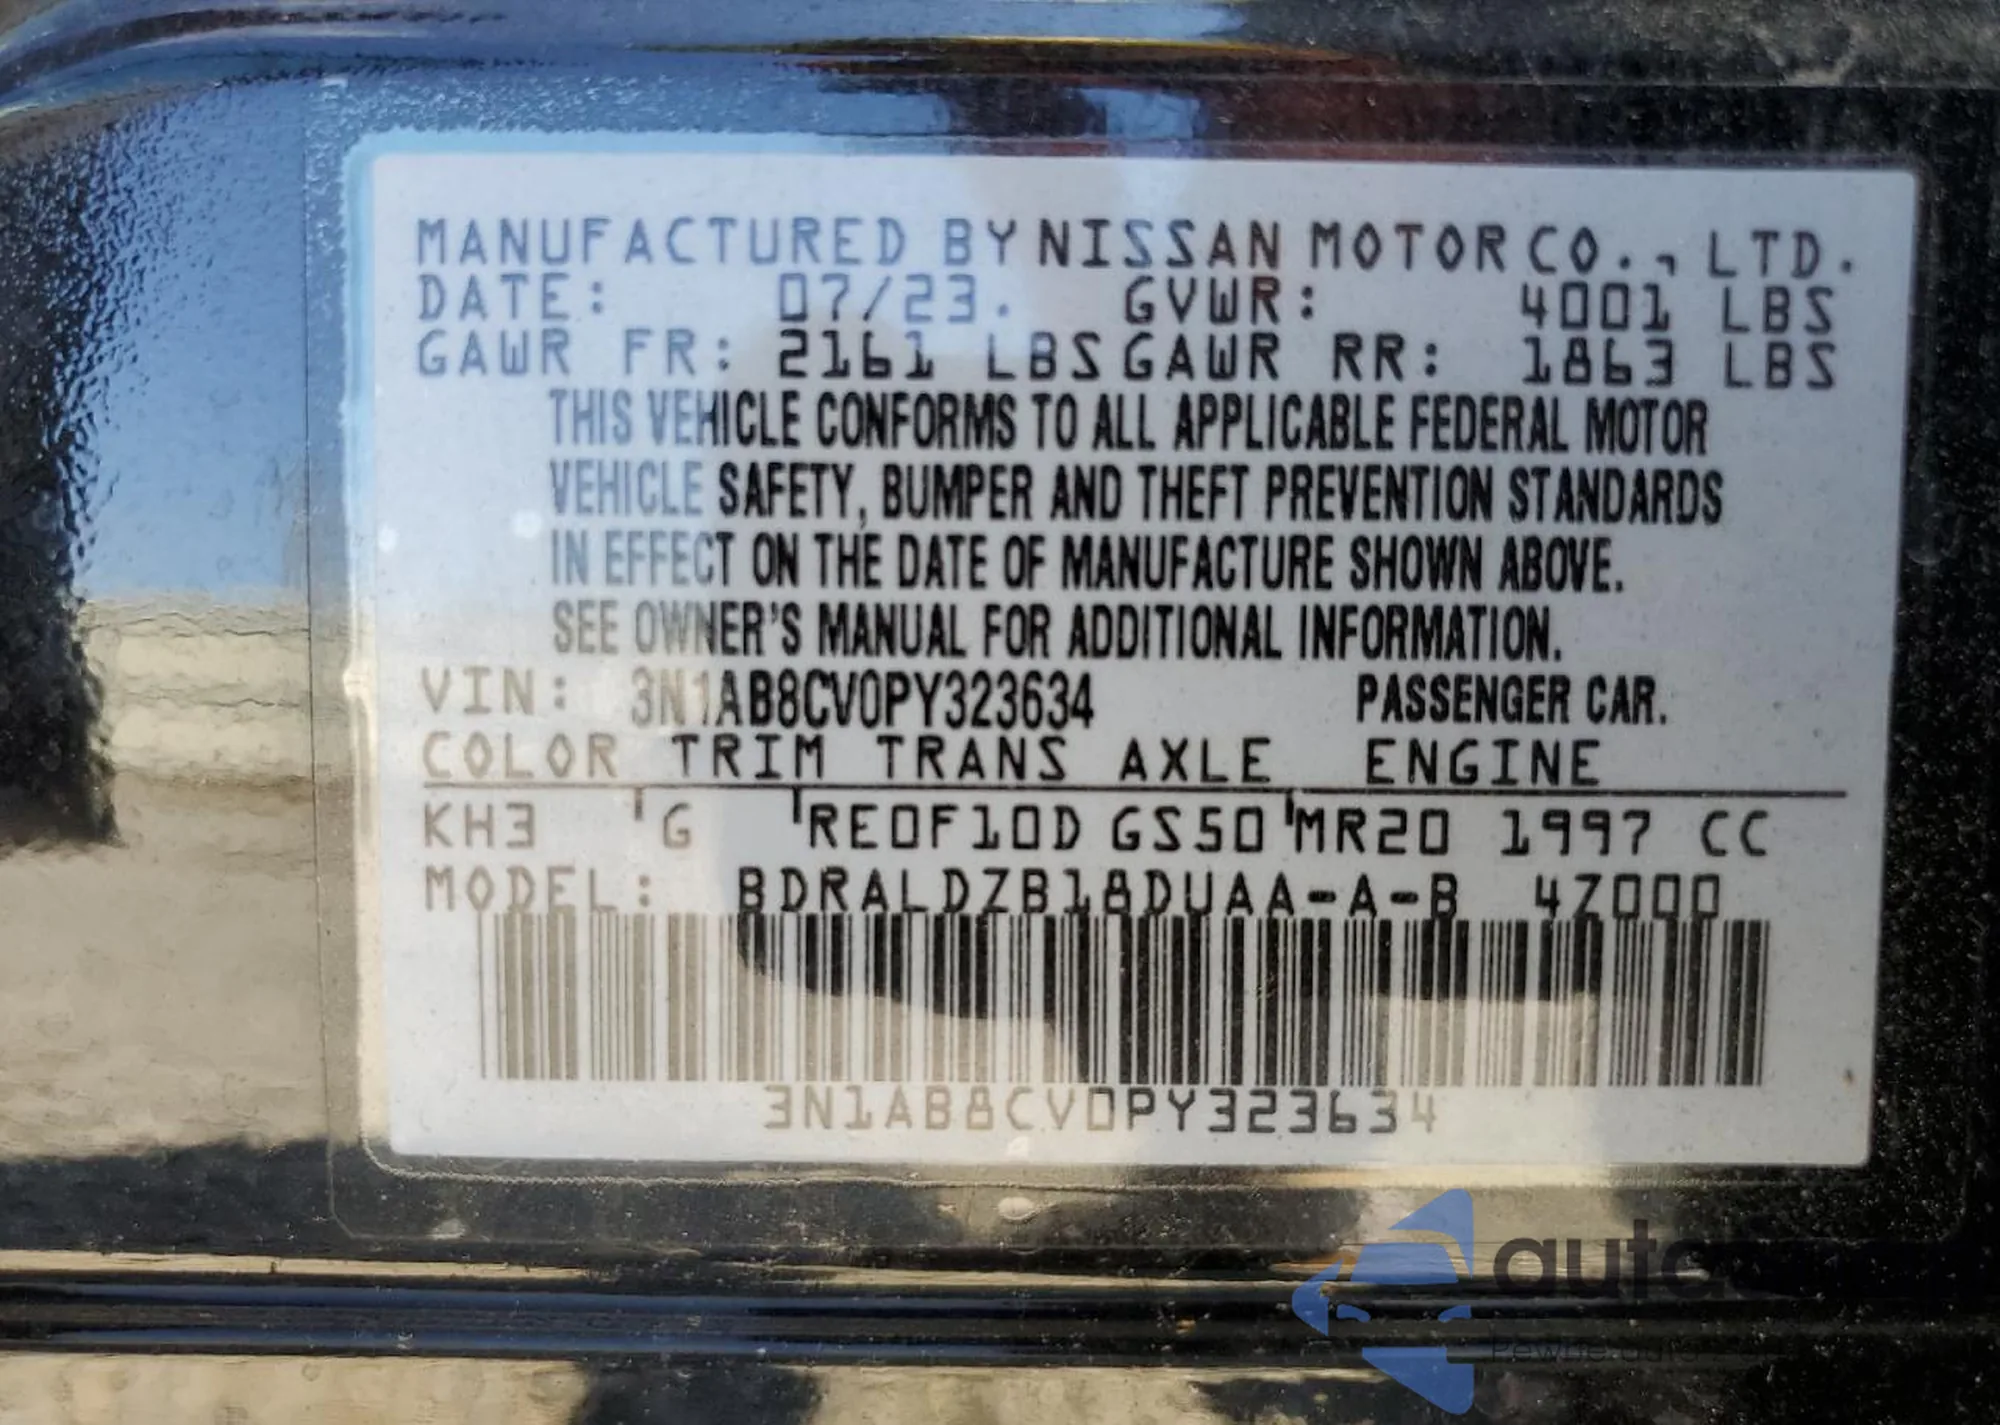 MANUFACTURED BY NISSAN MOTOR CO., LTD.
DATE: 07/23. GVWR: 4001 LBS
GAWR FR: 2161 LBS GAWR RR: 1863 LBS
THIS VEHICLE CONFORMS TO ALL APPLICABLE FEDERAL MOTOR
VEHICLE SAFETY, BUMPER AND THEFT PREVENTION STANDARDS
IN EFFECT ON THE DATE OF MANUFACTURE SHOWN ABOVE.
SEE OWNER'S MANUAL FOR ADDITIONAL INFORMATION.
VIN: 3N1AB8CV0PY323634 PASSENGER CAR.
COLOR TRIM TRANS AXLE ENGINE
KH3 G RE0F10D GS50 MR20 1997 CC
MODEL: BDRALDZB18DUAA-A-B 4Z000
3N1AB8CV0PY323634